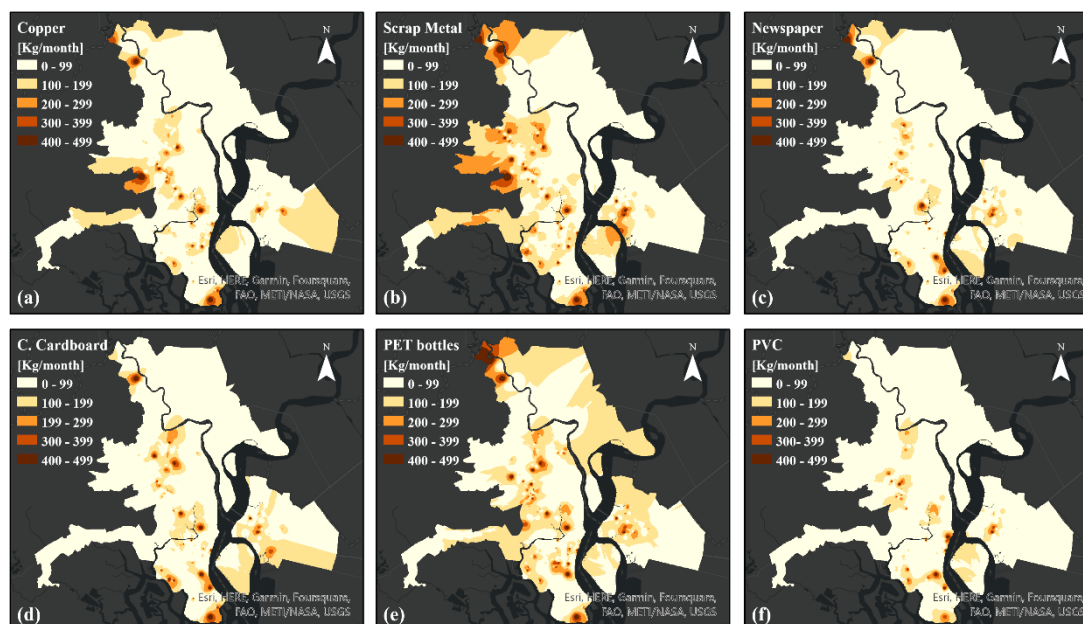 Copper
[Kg/month]
0 - 99
100 - 199
200 - 299
300 - 399
400 - 499
N
Esri, HERE, Garmin, Foursquare,
FAO, METI/NASA, USGS
(a)
Scrap Metal
[Kg/month]
0 - 99
100 - 199
200 - 299
300 - 399
400 - 499
N
Esri, HERE, Garmin, Foursquare,
FAO, METI/NASA, USGS
(b)
Newspaper
[Kg/month]
0 - 99
100 - 199
200 - 299
300 - 399
400 - 499
N
Esri, HERE, Garmin, Foursquare,
FAO, METI/NASA, USGS
(c)
C. Cardboard
[Kg/month]
0 - 99
100 - 199
199 - 299
300 - 399
400 - 499
N
Esri, HERE, Garmin, Foursquare,
FAO, METI/NASA, USGS
(d)
PET bottles
[Kg/month]
0 - 99
100 - 199
200 - 299
300 - 399
400 - 499
N
Esri, HERE, Garmin, Foursquare,
FAO, METI/NASA, USGS
(e)
PVC
[Kg/month]
0 - 99
100 - 199
200 - 299
300- 399
400 - 499
N
Esri, HERE, Garmin, Foursquare,
FAO, METI/NASA, USGS
(f)